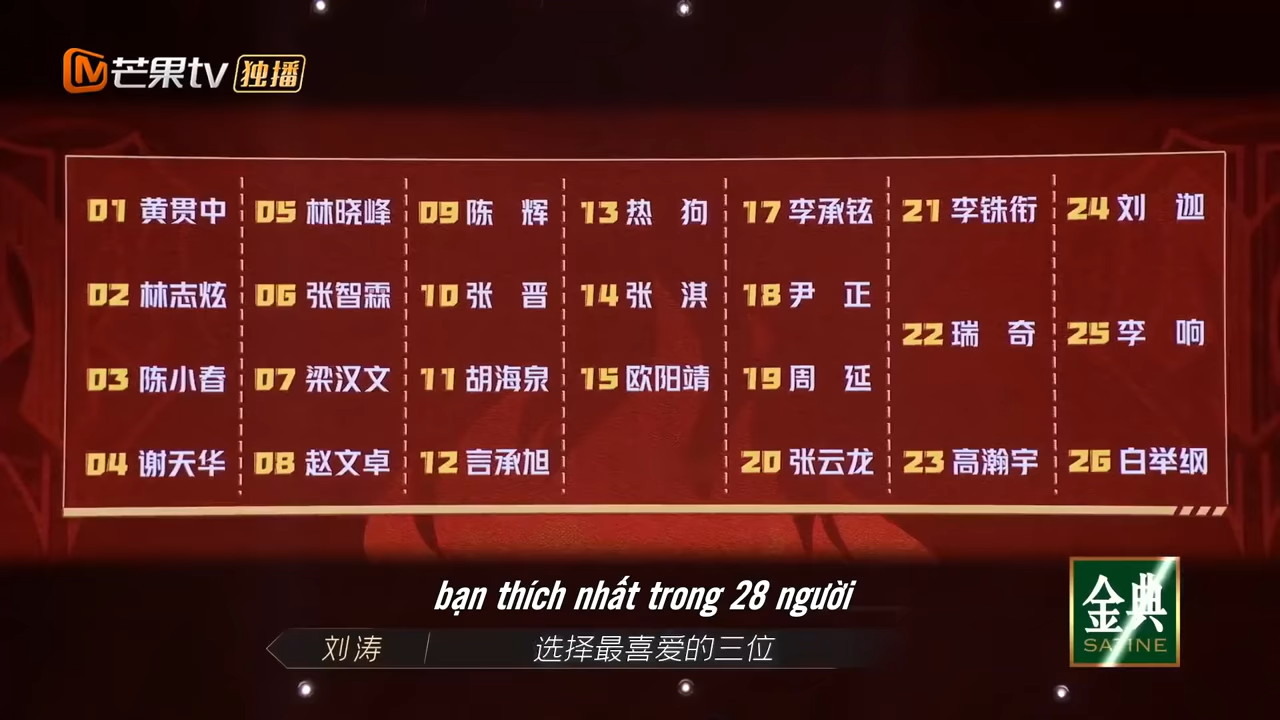 芒果tv 独播
01 黄贯中 05 林晓峰 09 陈 辉 13 热 狗 17 李承铉 21 李铢衔 24 刘 迦
02 林志炫 06 张智霖 10 张 晋 14 张 淇 18 尹 正
22 瑞 奇 25 李 响
03 陈小春 07 梁汉文 11 胡海泉 15 欧阳靖 19 周 延
04 谢天华 08 赵文卓 12 言承旭 20 张云龙 23 高瀚宇 26 白举纲
bạn thích nhất trong 28 người
刘涛 选择最喜爱的三位
金典
SATINE